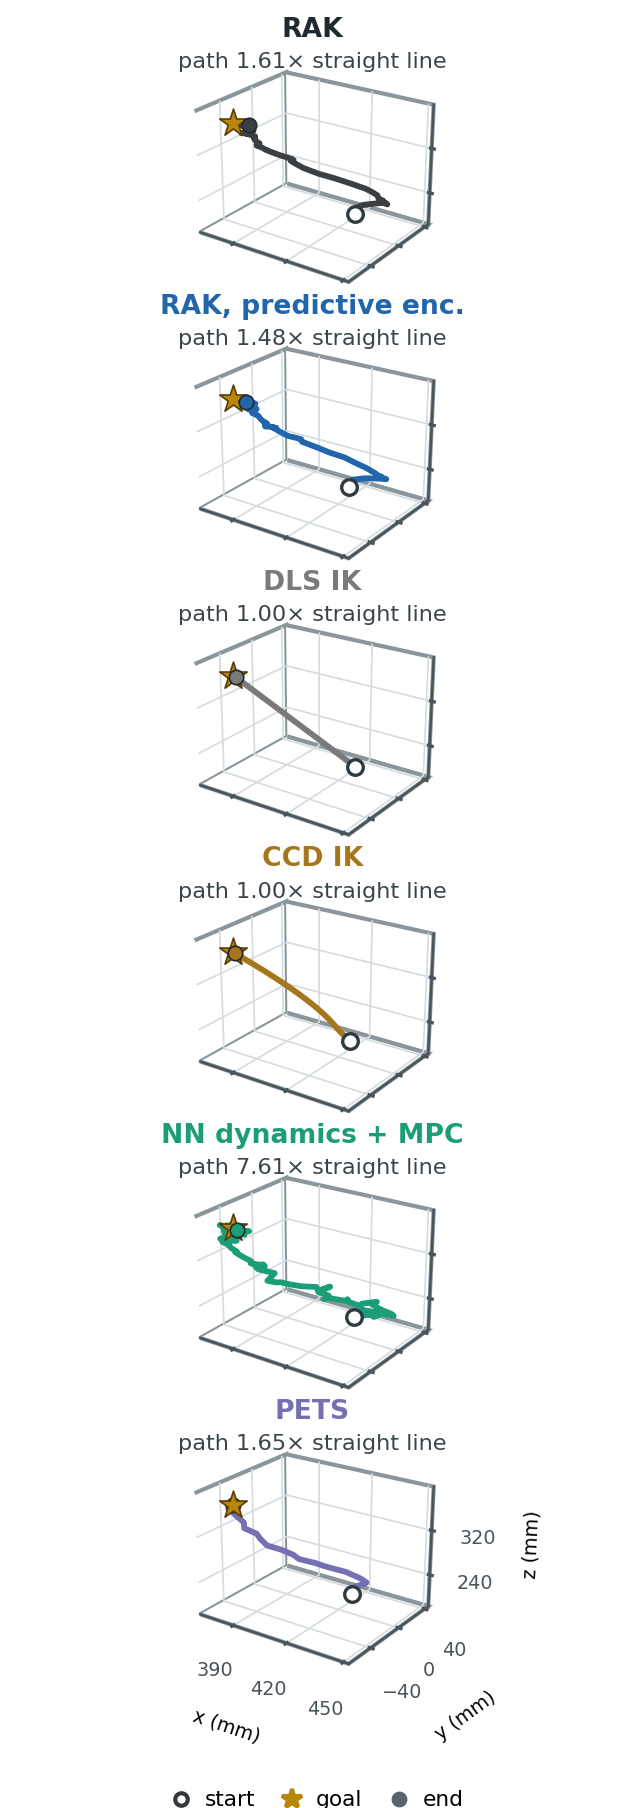 RAK
path 1.61× straight line
RAK, predictive enc.
path 1.48× straight line
DLS IK
path 1.00× straight line
CCD IK
path 1.00× straight line
NN dynamics + MPC
path 7.61× straight line
PETS
path 1.65× straight line
320
240
z (mm)
40
0
−40
y (mm)
390
420
450
x (mm)
start goal end